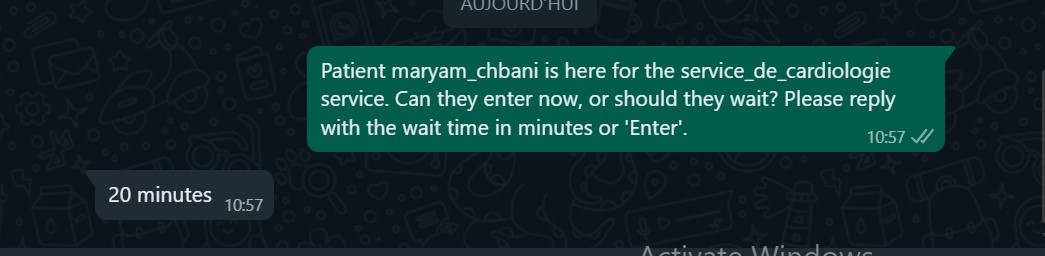 AUJOURD'HUI
Patient maryam_chbani is here for the service_de_cardiologie
service. Can they enter now, or should they wait? Please reply
with the wait time in minutes or 'Enter'.
10:57
20 minutes 10:57
Activate Windows